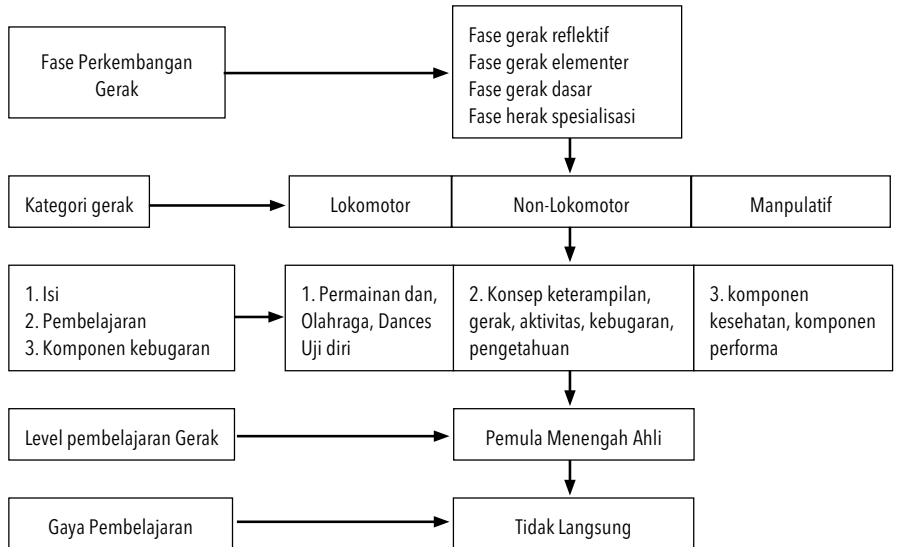 Fase Perkembangan
Gerak
Fase gerak reflektif
Fase gerak elementer
Fase gerak dasar
Fase herak spesialisasi
Kategori gerak
Lokomotor
Non-Lokomotor
Manpulatif
1. Isi
2. Pembelajaran
3. Komponen kebugaran
1. Permainan dan,
Olahraga, Dances
Uji diri
2. Konsep keterampilan,
gerak, aktivitas, kebugaran,
pengetahuan
3. komponen
kesehatan, komponen
performa
Level pembelajaran Gerak
Pemula Menengah Ahli
Gaya Pembelajaran
Tidak Langsung